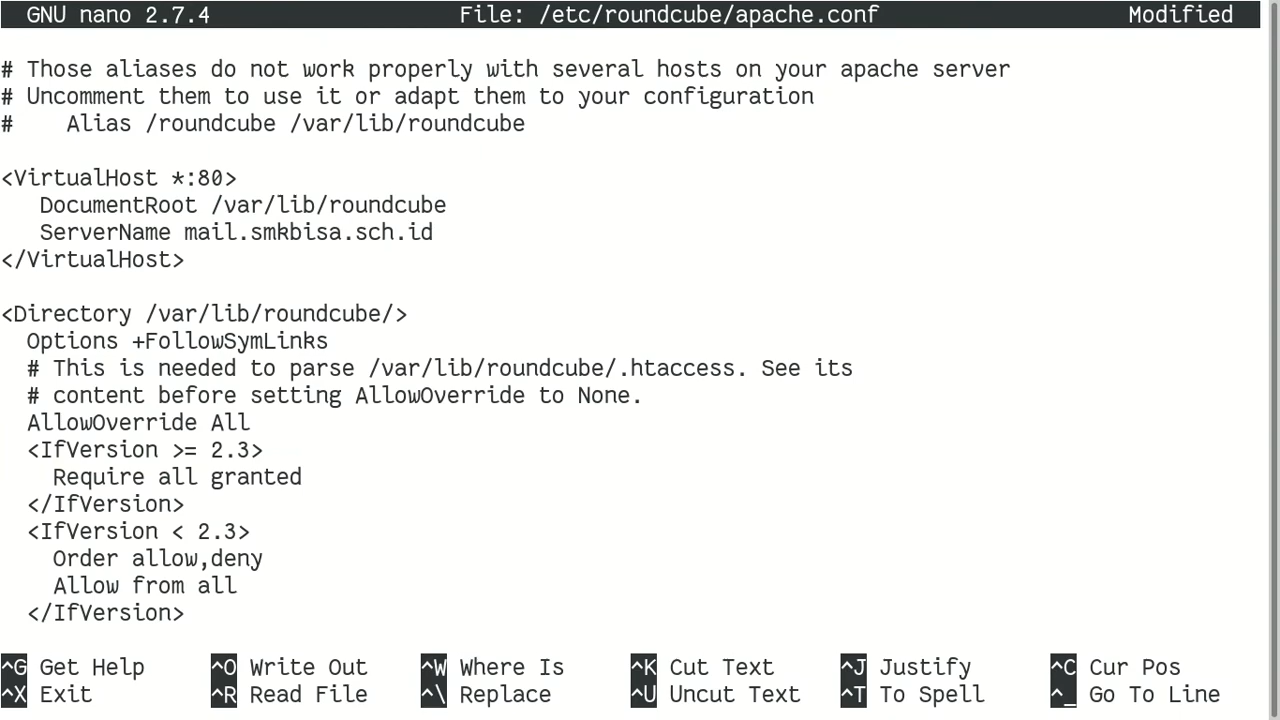 GNU nano 2.7.4 File: /etc/roundcube/apache.conf Modified
# Those aliases do not work properly with several hosts on your apache server
# Uncomment them to use it or adapt them to your configuration
#    Alias /roundcube /var/lib/roundcube
<VirtualHost *:80>
   DocumentRoot /var/lib/roundcube
   ServerName mail.smkbisa.sch.id
</VirtualHost>
<Directory /var/lib/roundcube/>
  Options +FollowSymLinks
  # This is needed to parse /var/lib/roundcube/.htaccess. See its
  # content before setting AllowOverride to None.
  AllowOverride All
  <IfVersion >= 2.3>
    Require all granted
  </IfVersion>
  <IfVersion < 2.3>
    Order allow,deny
    Allow from all
  </IfVersion>
^G Get Help ^O Write Out ^W Where Is ^K Cut Text ^J Justify ^C Cur Pos
^X Exit ^R Read File ^\ Replace ^U Uncut Text ^T To Spell ^_ Go To Line